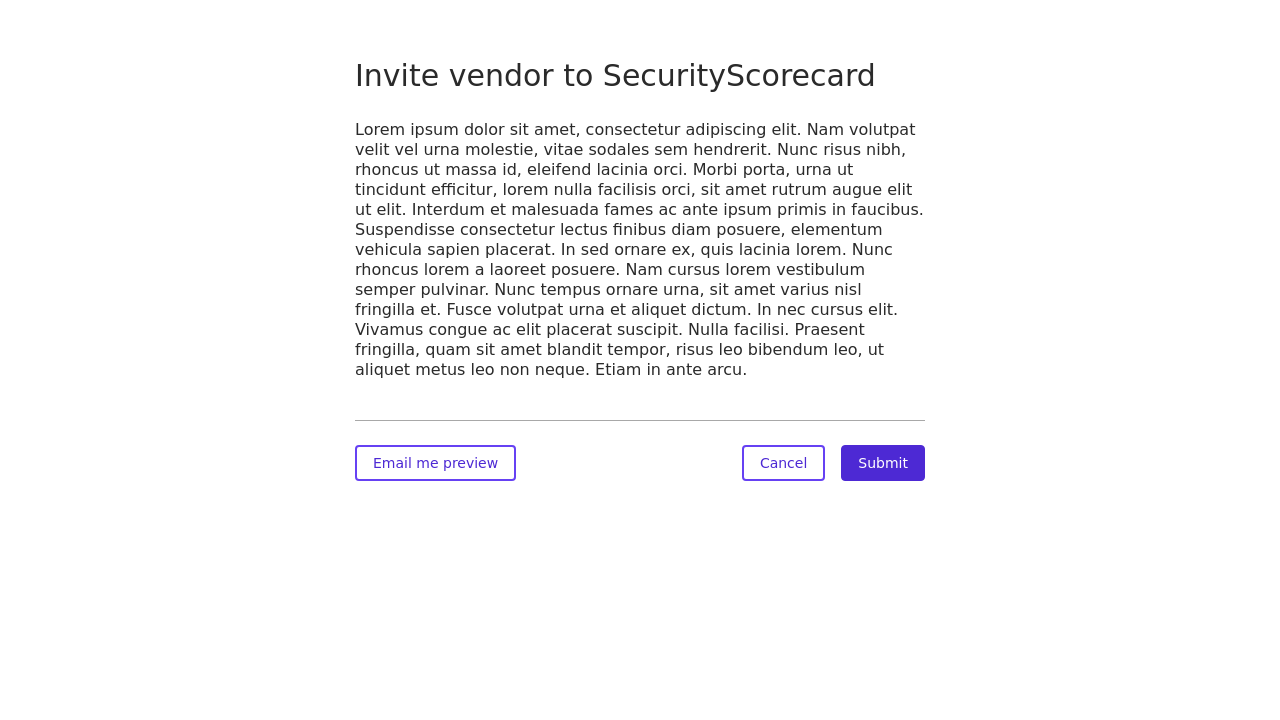 Invite vendor to SecurityScorecard
Lorem ipsum dolor sit amet, consectetur adipiscing elit. Nam volutpat
velit vel urna molestie, vitae sodales sem hendrerit. Nunc risus nibh,
rhoncus ut massa id, eleifend lacinia orci. Morbi porta, urna ut
tincidunt efficitur, lorem nulla facilisis orci, sit amet rutrum augue elit
ut elit. Interdum et malesuada fames ac ante ipsum primis in faucibus.
Suspendisse consectetur lectus finibus diam posuere, elementum
vehicula sapien placerat. In sed ornare ex, quis lacinia lorem. Nunc
rhoncus lorem a laoreet posuere. Nam cursus lorem vestibulum
semper pulvinar. Nunc tempus ornare urna, sit amet varius nisl
fringilla et. Fusce volutpat urna et aliquet dictum. In nec cursus elit.
Vivamus congue ac elit placerat suscipit. Nulla facilisi. Praesent
fringilla, quam sit amet blandit tempor, risus leo bibendum leo, ut
aliquet metus leo non neque. Etiam in ante arcu.
Email me preview
Cancel
Submit